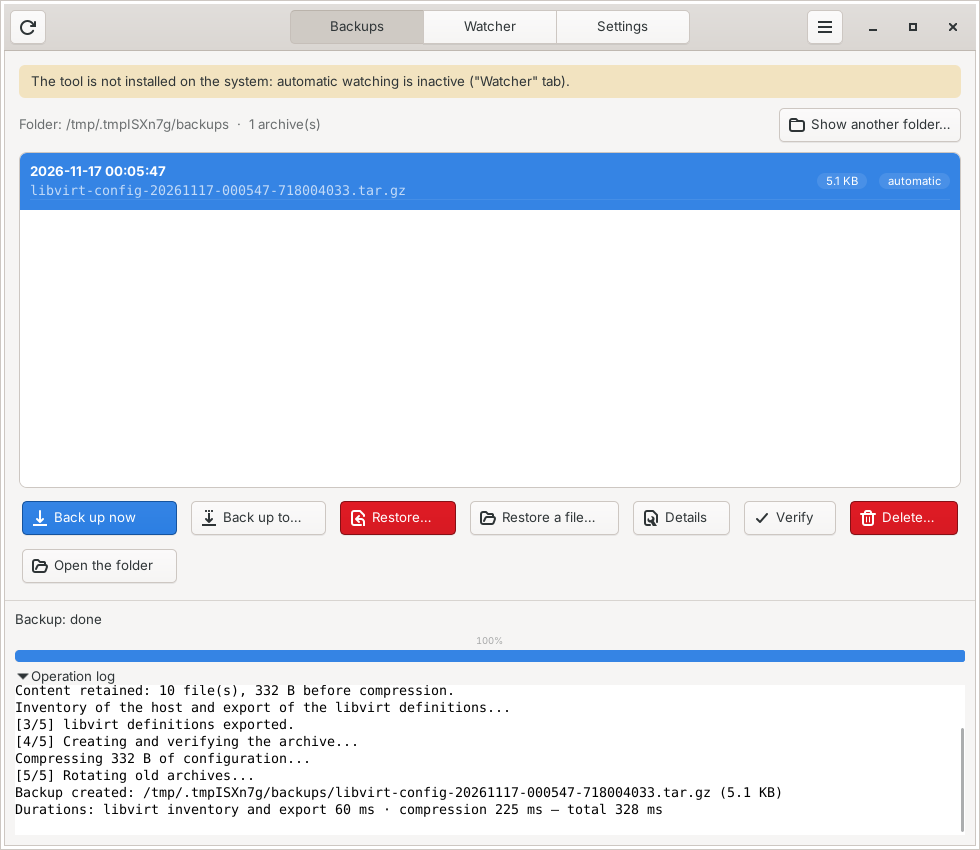 Backups
Watcher
Settings
The tool is not installed on the system: automatic watching is inactive ("Watcher" tab).
Folder: /tmp/.tmpISXn7g/backups · 1 archive(s)
Show another folder...
2026-11-17 00:05:47
libvirt-config-20261117-000547-718004033.tar.gz
5.1 KB
automatic
Back up now
Back up to...
Restore...
Restore a file...
Details
Verify
Delete...
Open the folder
Backup: done
100%
Operation log
Content retained: 10 file(s), 332 B before compression.
Inventory of the host and export of the libvirt definitions...
[3/5] libvirt definitions exported.
[4/5] Creating and verifying the archive...
Compressing 332 B of configuration...
[5/5] Rotating old archives...
Backup created: /tmp/.tmpISXn7g/backups/libvirt-config-20261117-000547-718004033.tar.gz (5.1 KB)
Durations: libvirt inventory and export 60 ms · compression 225 ms — total 328 ms